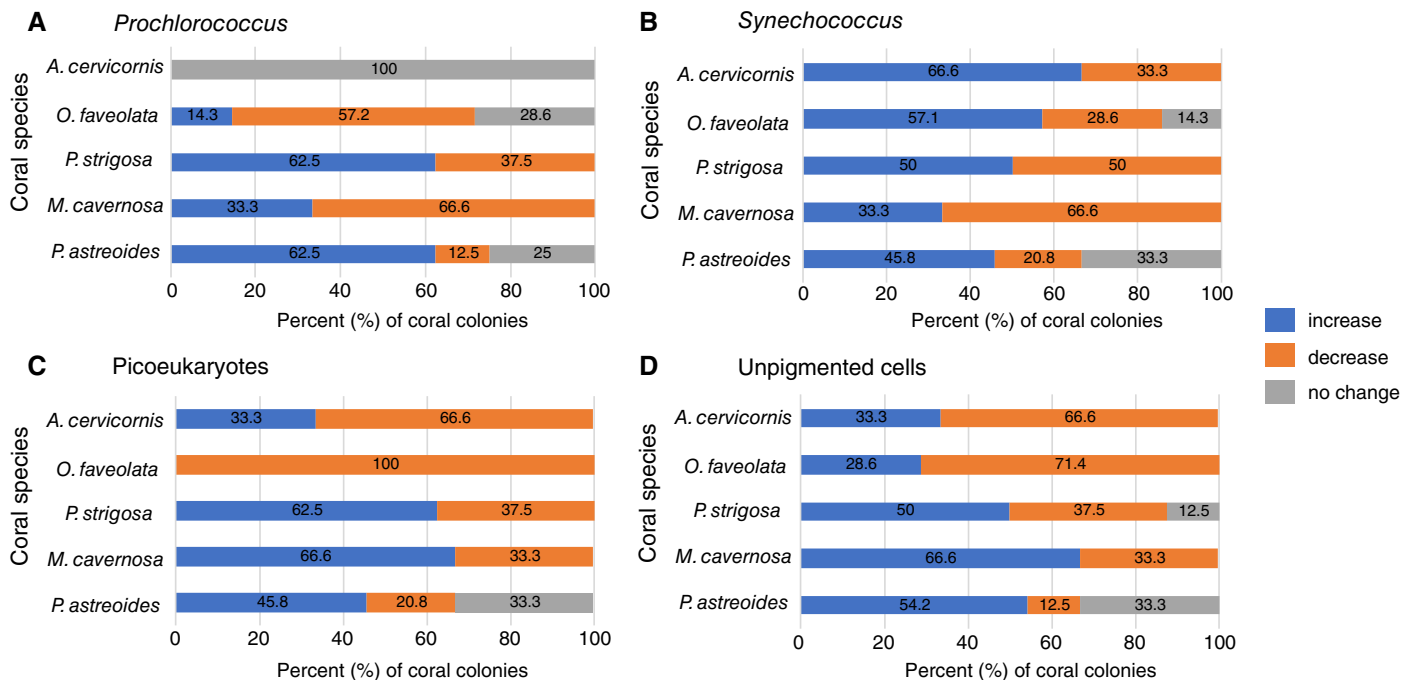 A Prochlorococcus
Coral species
A. cervicornis
100
O. faveolata
14.3 57.2 28.6
P. strigosa
62.5 37.5
M. cavernosa
33.3 66.6
P. astreoides
62.5 12.5 25
0 20 40 60 80 100
Percent (%) of coral colonies
B Synechococcus
Coral species
A. cervicornis
66.6 33.3
O. faveolata
57.1 28.6 14.3
P. strigosa
50 50
M. cavernosa
33.3 66.6
P. astreoides
45.8 20.8 33.3
0 20 40 60 80 100
Percent (%) of coral colonies
increase
decrease
no change
C Picoeukaryotes
Coral species
A. cervicornis
33.3 66.6
O. faveolata
100
P. strigosa
62.5 37.5
M. cavernosa
66.6 33.3
P. astreoides
45.8 20.8 33.3
0 20 40 60 80 100
Percent (%) of coral colonies
D Unpigmented cells
Coral species
A. cervicornis
33.3 66.6
O. faveolata
28.6 71.4
P. strigosa
50 37.5 12.5
M. cavernosa
66.6 33.3
P. astreoides
54.2 12.5 33.3
0 20 40 60 80 100
Percent (%) of coral colonies